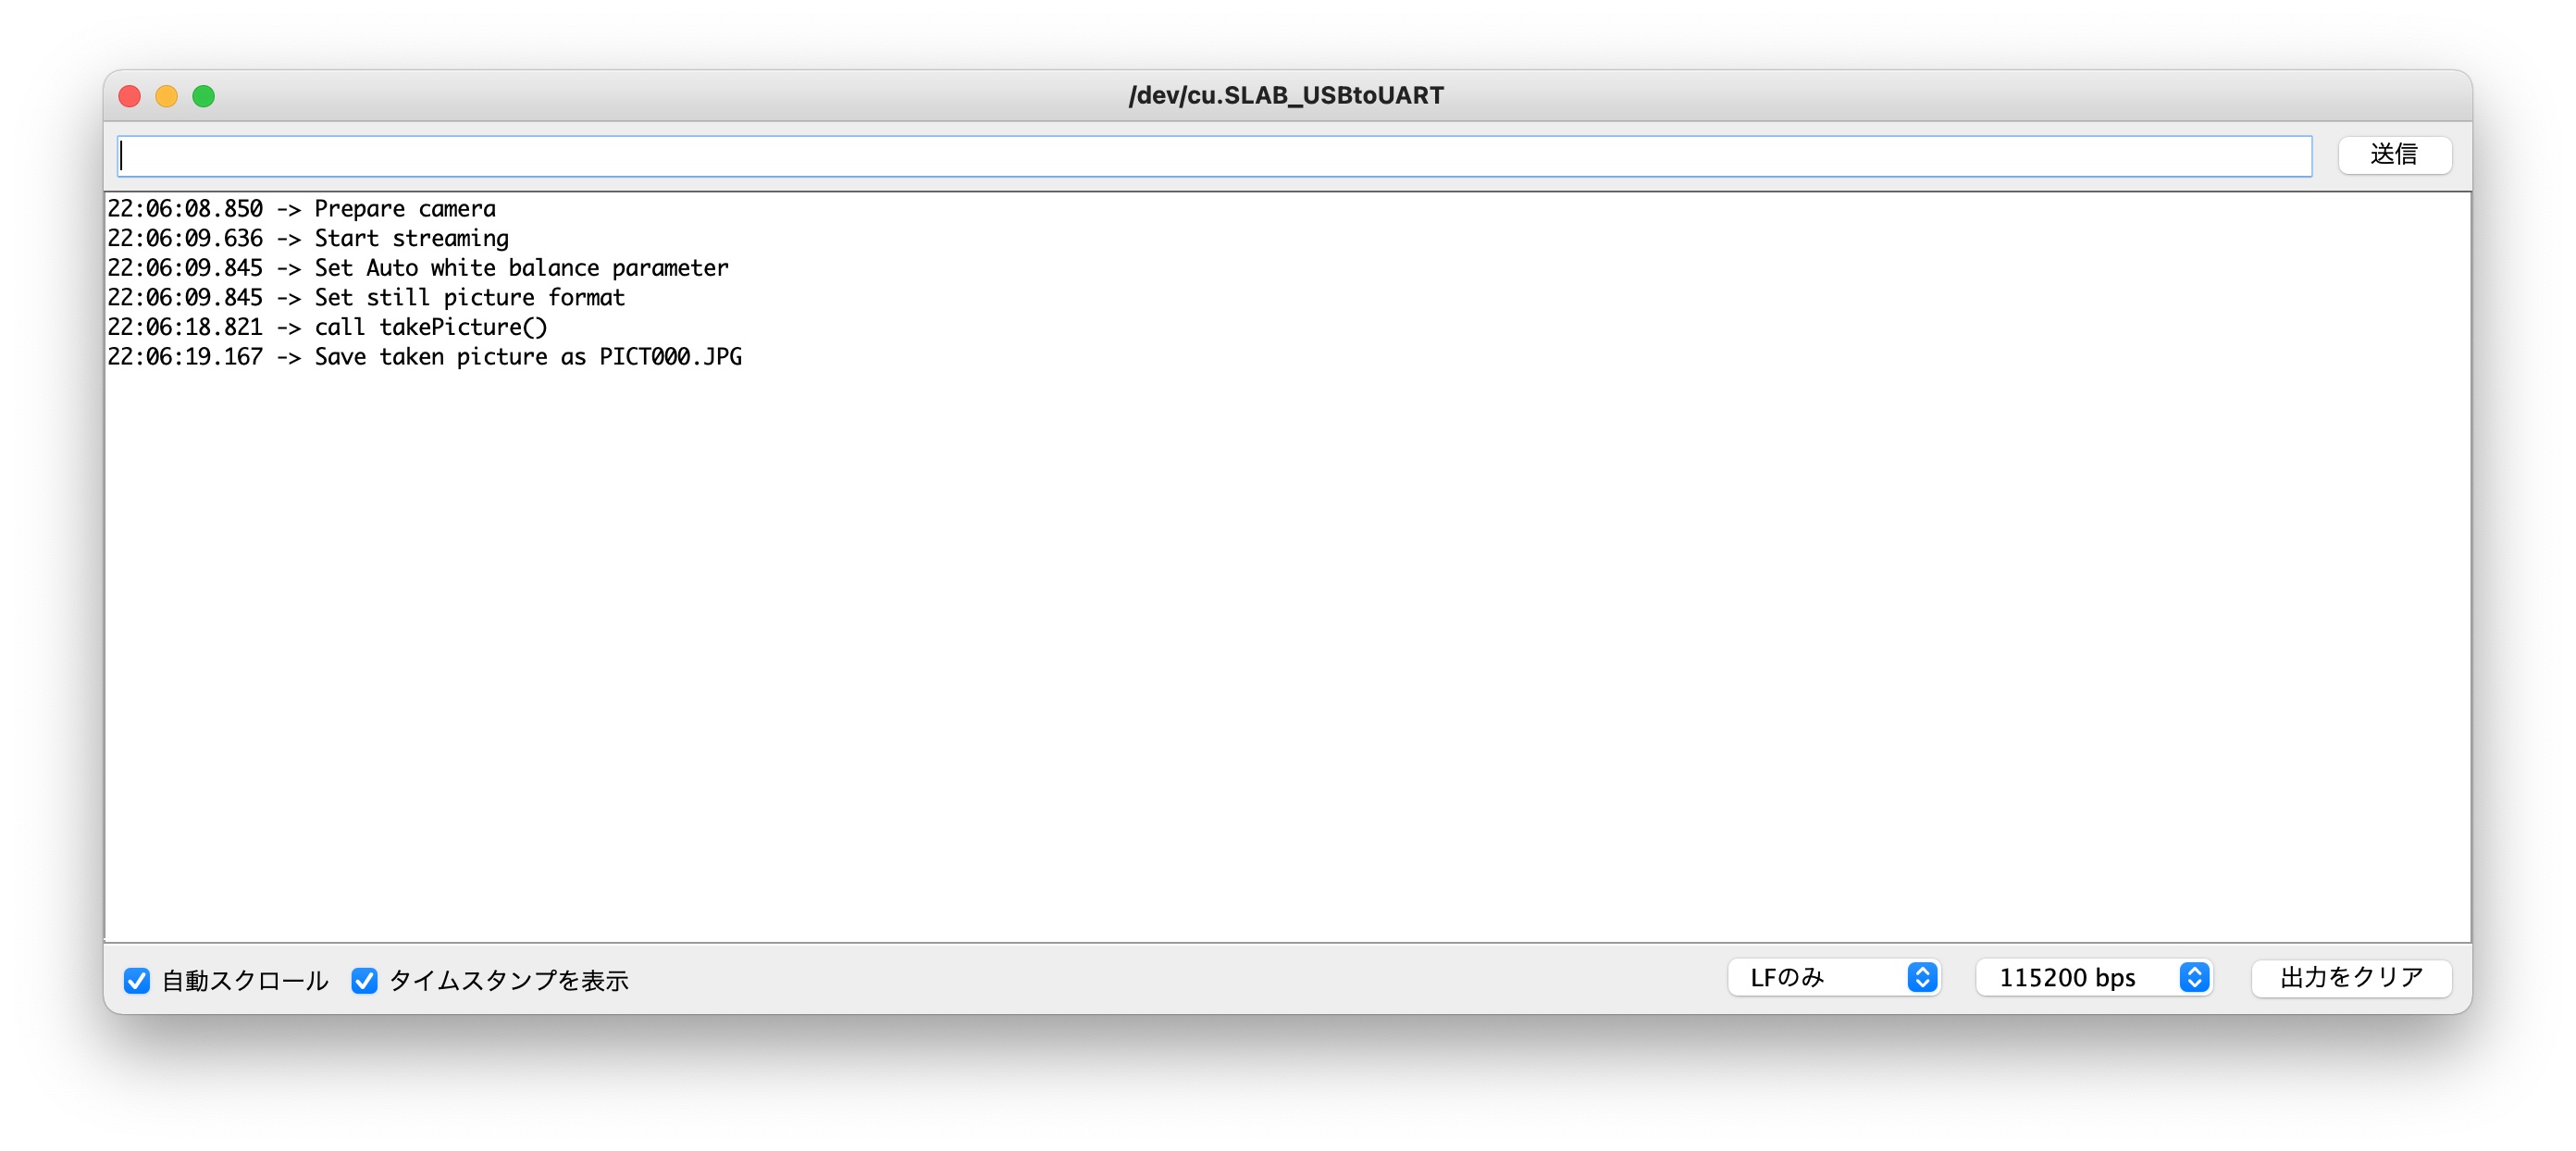 /dev/cu.SLAB_USBtoUART
送信
22:06:08.850 -> Prepare camera
22:06:09.636 -> Start streaming
22:06:09.845 -> Set Auto white balance parameter
22:06:09.845 -> Set still picture format
22:06:18.821 -> call takePicture()
22:06:19.167 -> Save taken picture as PICT000.JPG
自動スクロール タイムスタンプを表示 LFのみ 115200 bps 出力をクリア